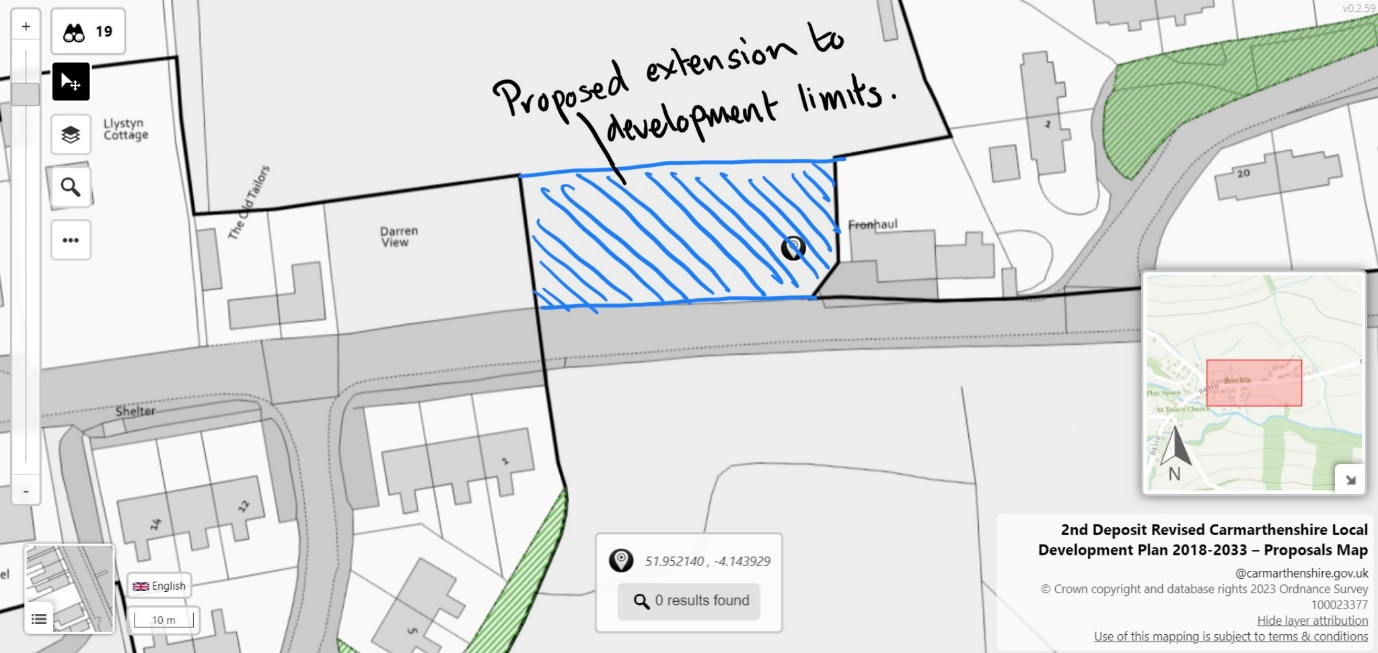 v0.2.59
+
19
Proposed extension to
development limits.
Llystyn
Cottage
The Old Tailors
Darren
View
Fronhaul
2
20
Shelter
1
14
12
5
el
-
English
10 m
51.952140 , -4.143929
0 results found
Brechfa
B4310
Play Space
St Teilo's Church
B4310
N
2nd Deposit Revised Carmarthenshire Local
Development Plan 2018-2033 – Proposals Map
@carmarthenshire.gov.uk
© Crown copyright and database rights 2023 Ordnance Survey
100023377
Hide layer attribution
Use of this mapping is subject to terms & conditions